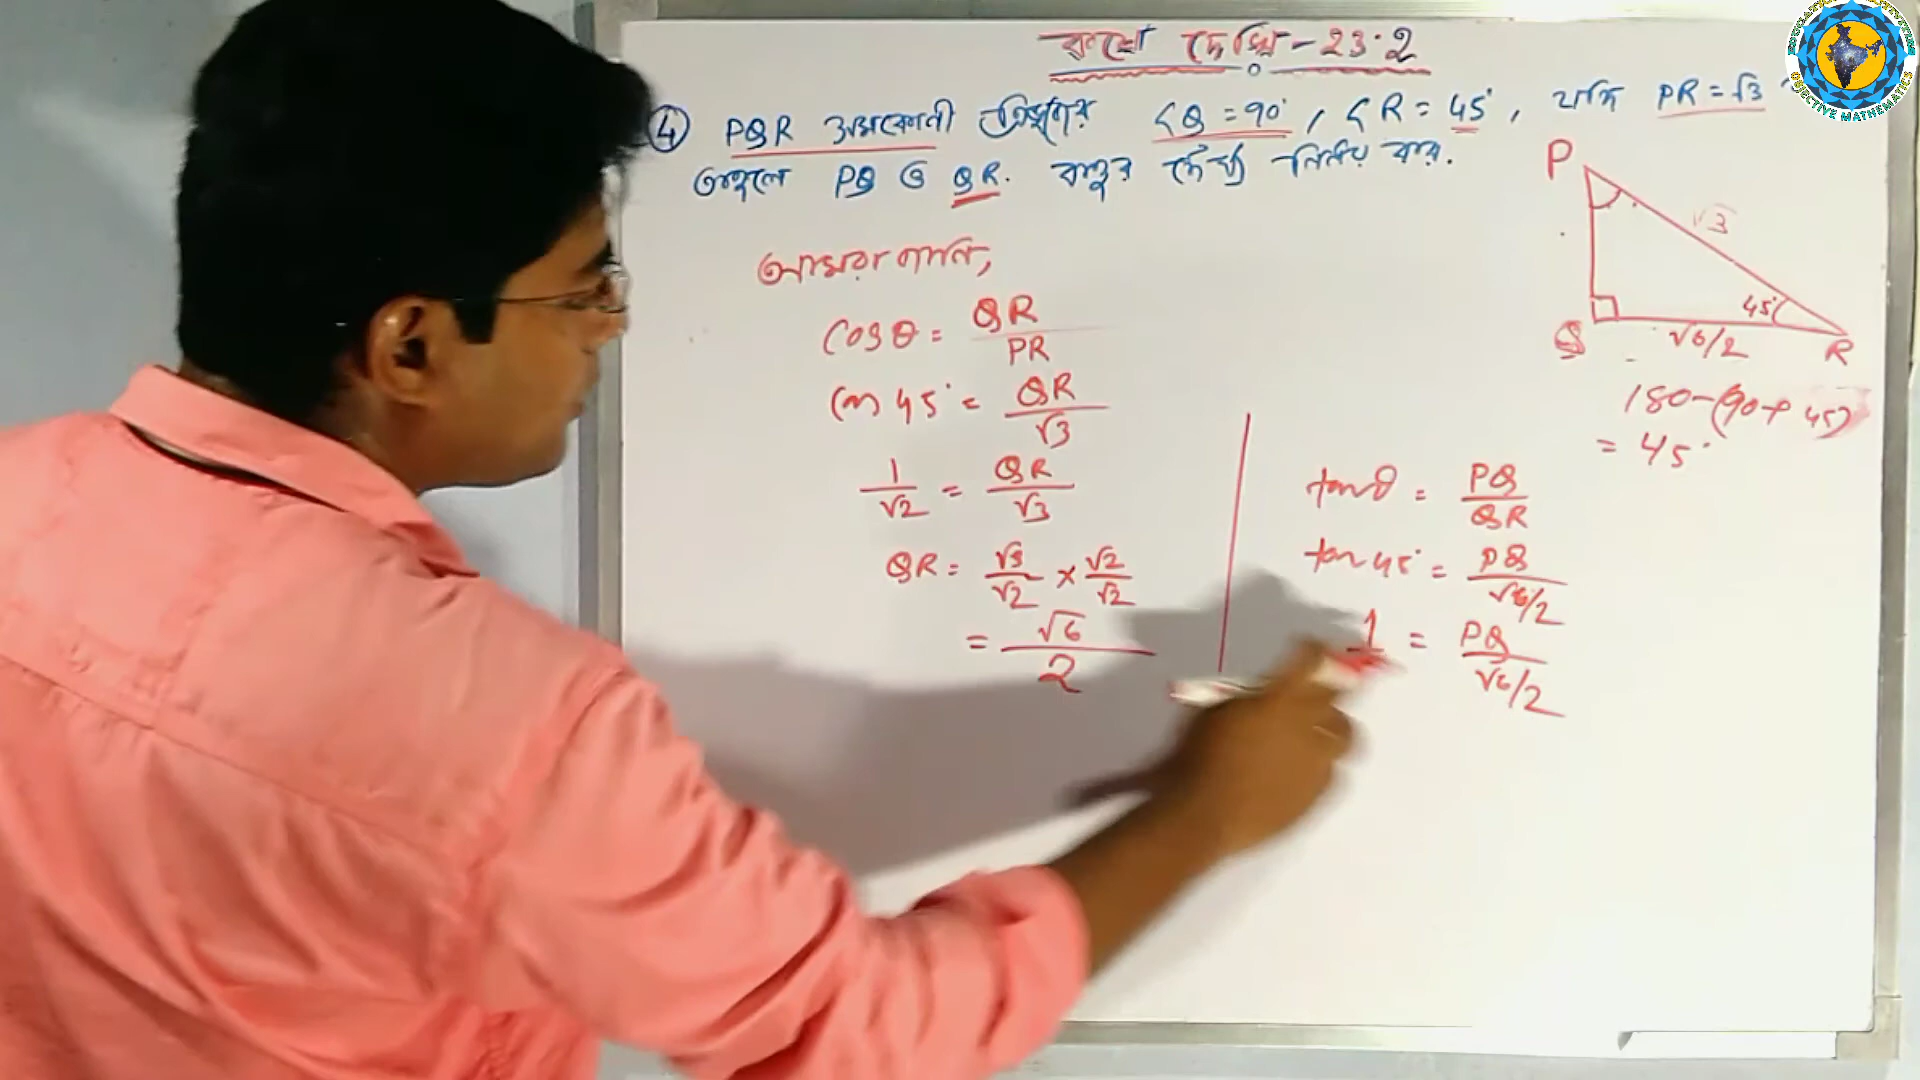 কষে দেখি - 23.2
④ PQR সমকোণী ত্রিভুজের ∠Q = 90°, ∠R = 45°, যদি PR = √3
তাহলে PQ ও QR. বাহুর দৈর্ঘ্য নির্ণয় করি.
আমরা জানি,
Cosθ = QR/PR
Cos 45° = QR/√3
1/√2 = QR/√3
QR = √3/√2 × √2/√2
= √6/2
P
√3
45°
Q
√6/2
R
180-(90+45)
= 45°
tanθ = PQ/QR
tan 45° = PQ/√6/2
1 = PQ/√6/2
OBJECTIVE MATHEMATICS